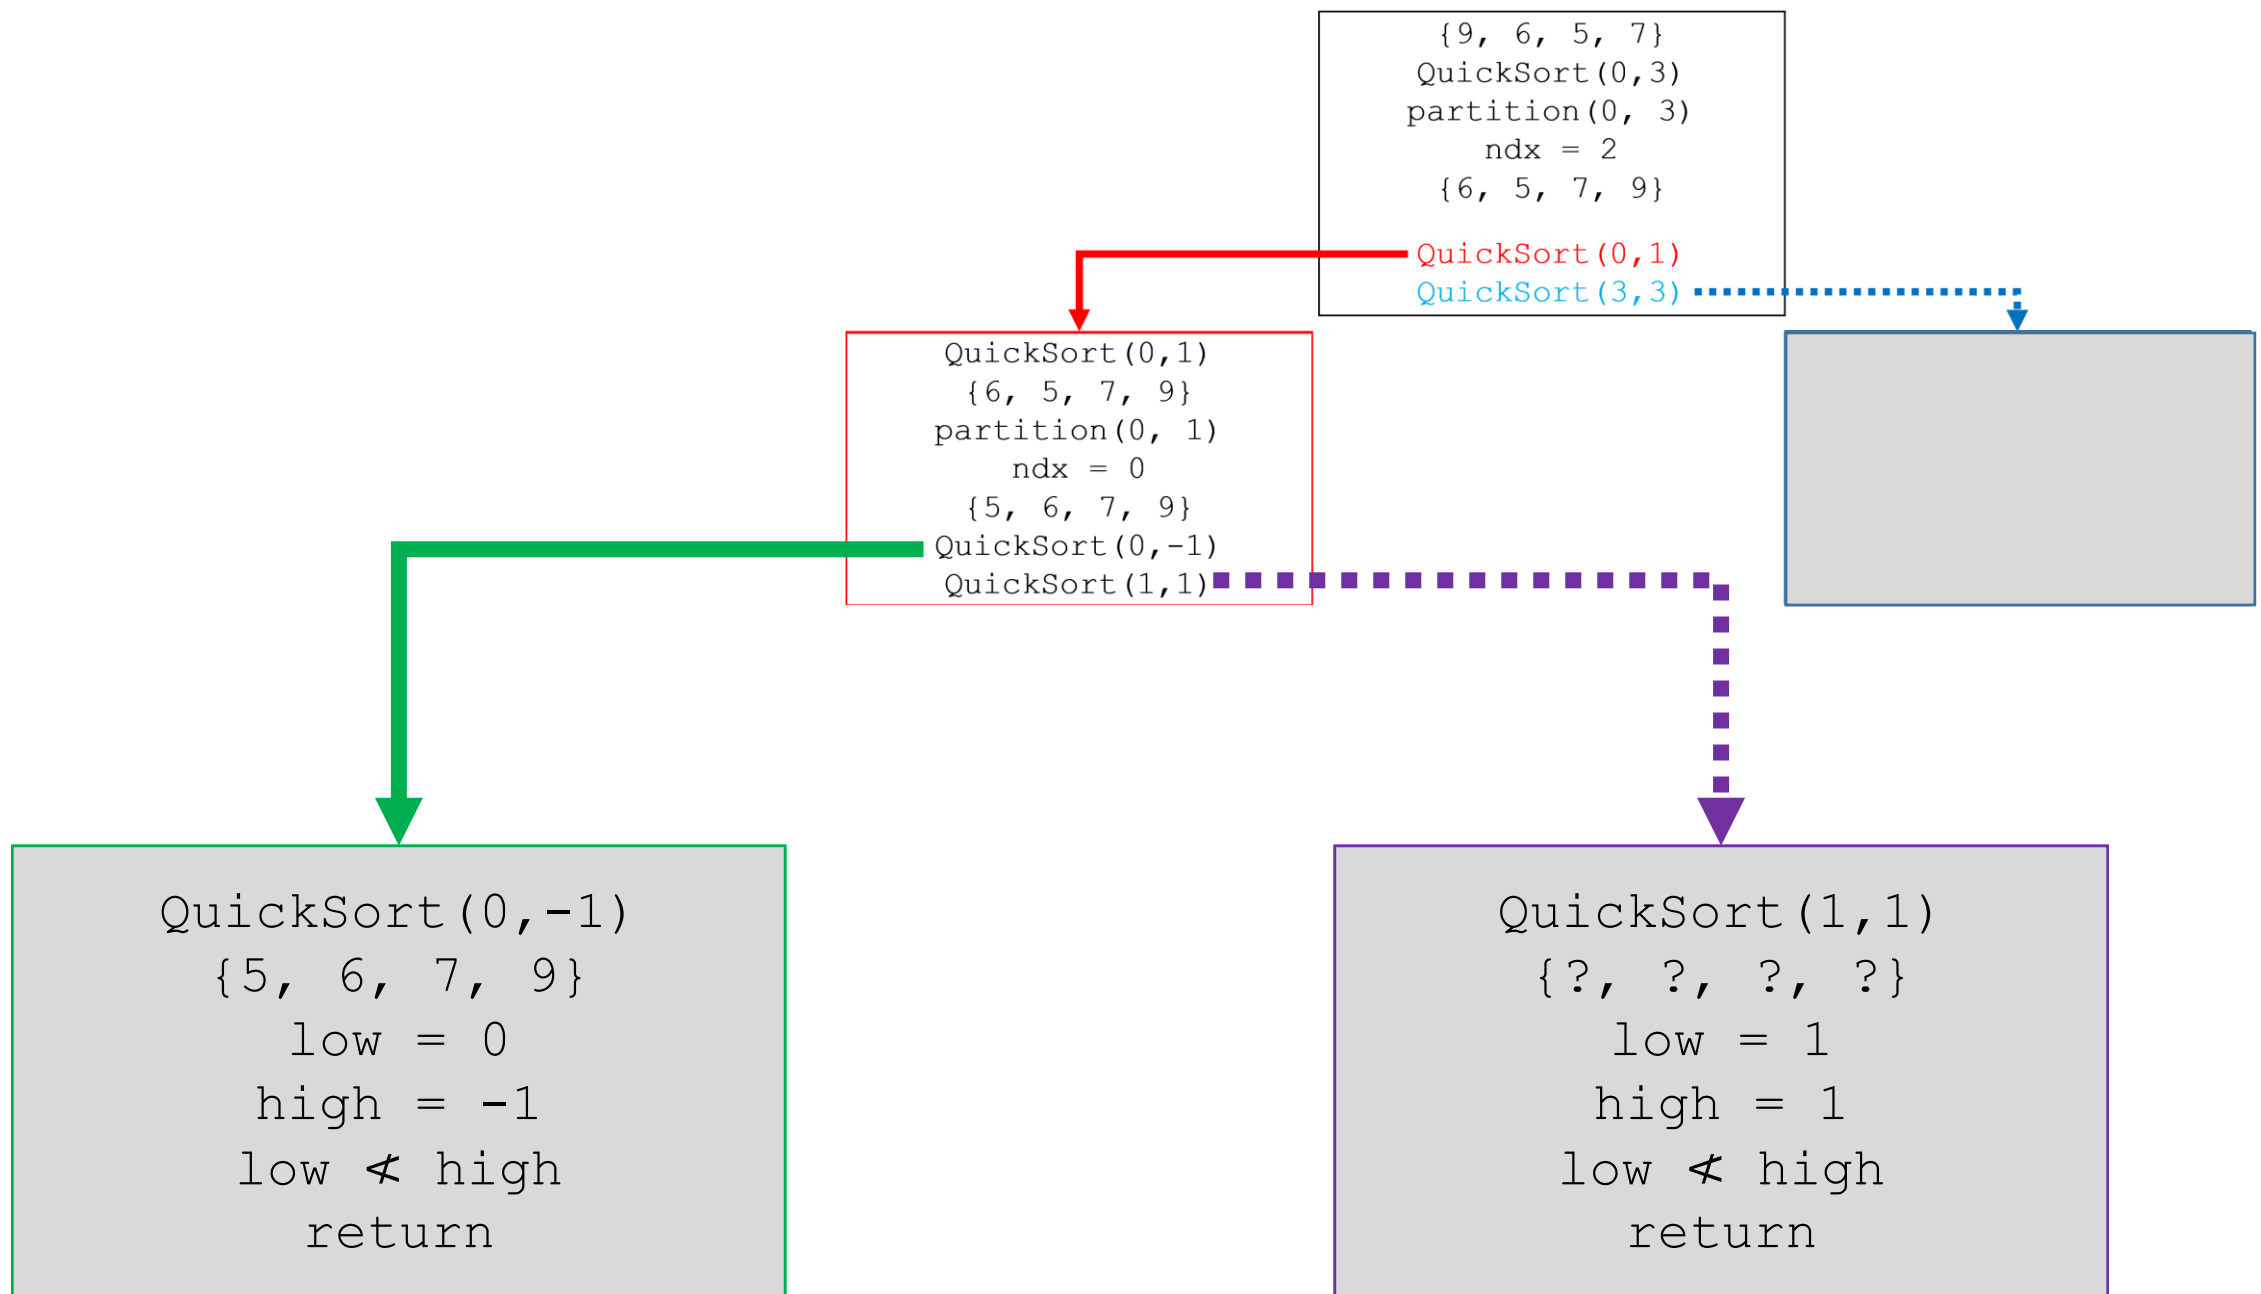 {9, 6, 5, 7}
QuickSort(0,3)
partition(0, 3)
ndx = 2
{6, 5, 7, 9}
QuickSort(0,1)
QuickSort(3,3)
QuickSort(0,1)
{6, 5, 7, 9}
partition(0, 1)
ndx = 0
{5, 6, 7, 9}
QuickSort(0,-1)
QuickSort(1,1)
QuickSort(0,-1)
{5, 6, 7, 9}
low = 0
high = -1
low ≮ high
return
QuickSort(1,1)
{?, ?, ?, ?}
low = 1
high = 1
low ≮ high
return